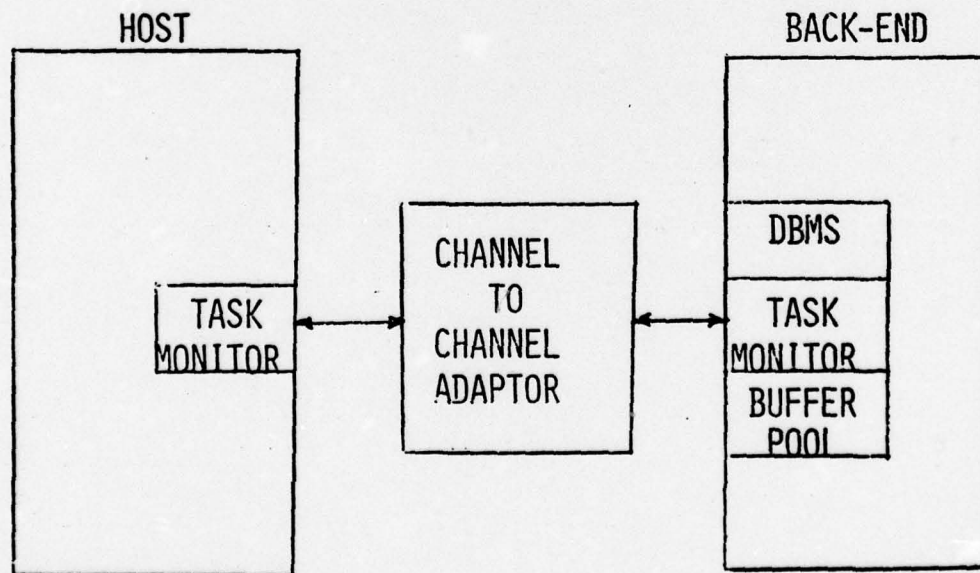 HOST
BACK-END
CHANNEL
TO
CHANNEL
ADAPTOR
TASK
MONITOR
DBMS
TASK
MONITOR
BUFFER
POOL